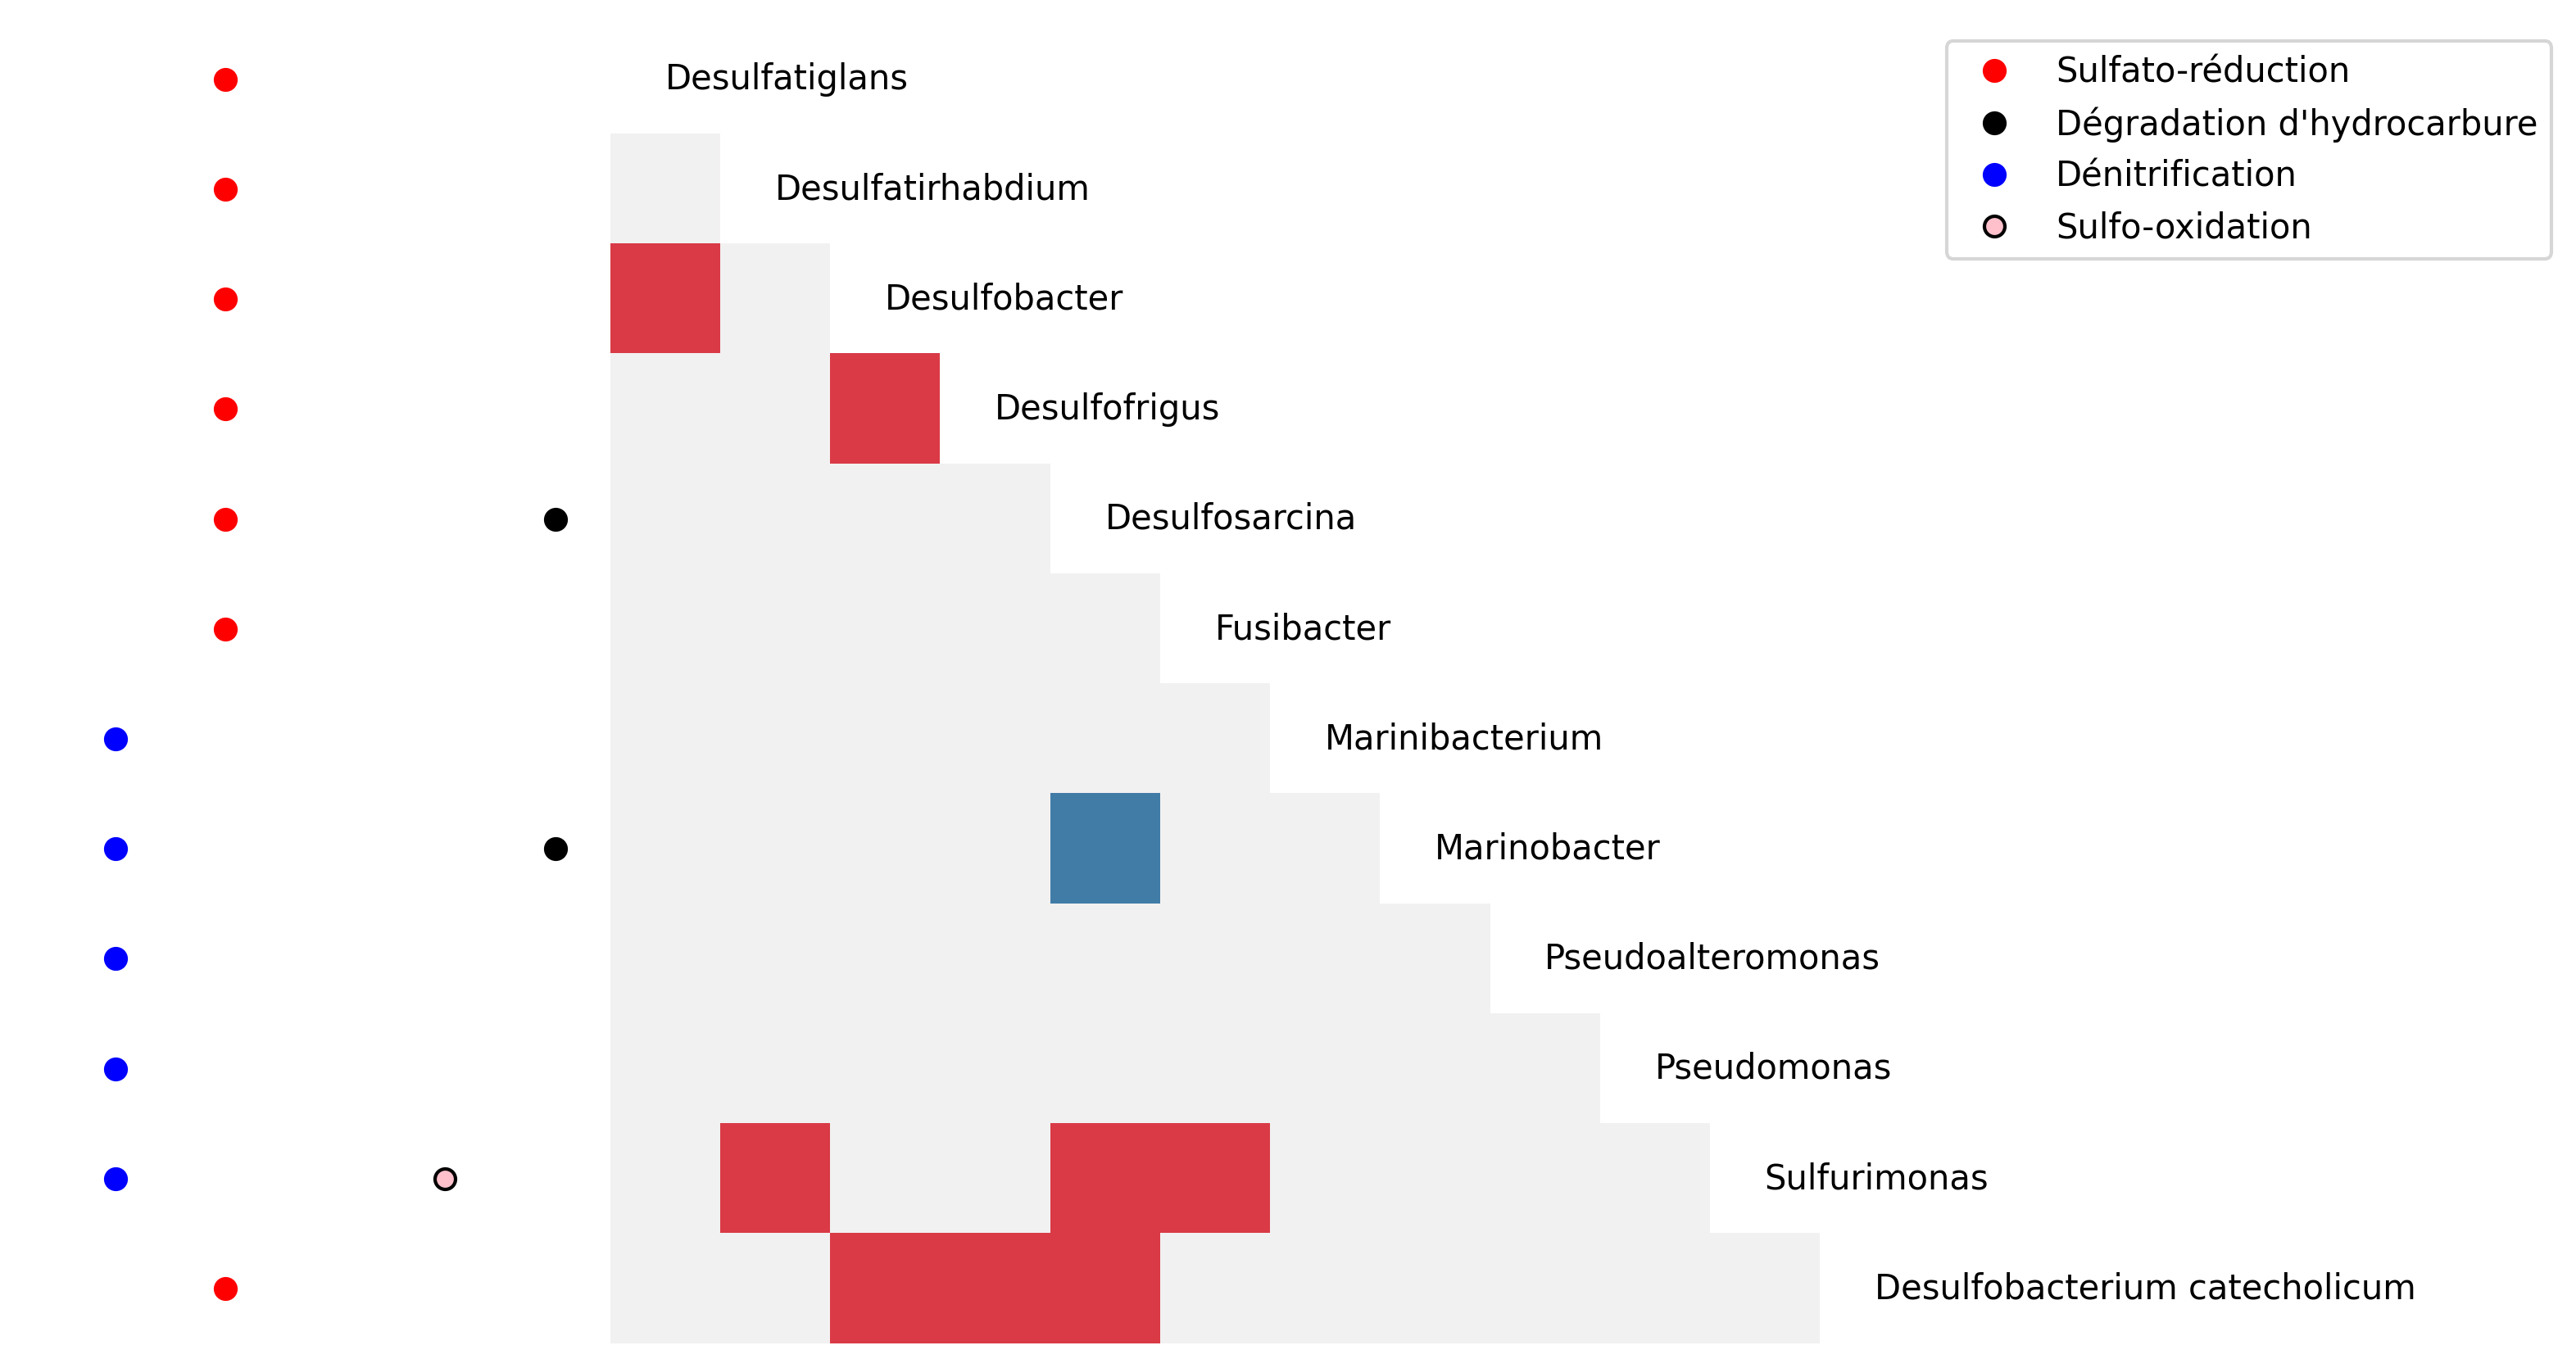 Desulfatiglans
Desulfatirhabdium
Desulfobacter
Desulfofrigus
Desulfosarcina
Fusibacter
Marinibacterium
Marinobacter
Pseudoalteromonas
Pseudomonas
Sulfurimonas
Desulfobacterium catecholicum
Sulfato-réduction
Dégradation d'hydrocarbure
Dénitrification
Sulfo-oxidation